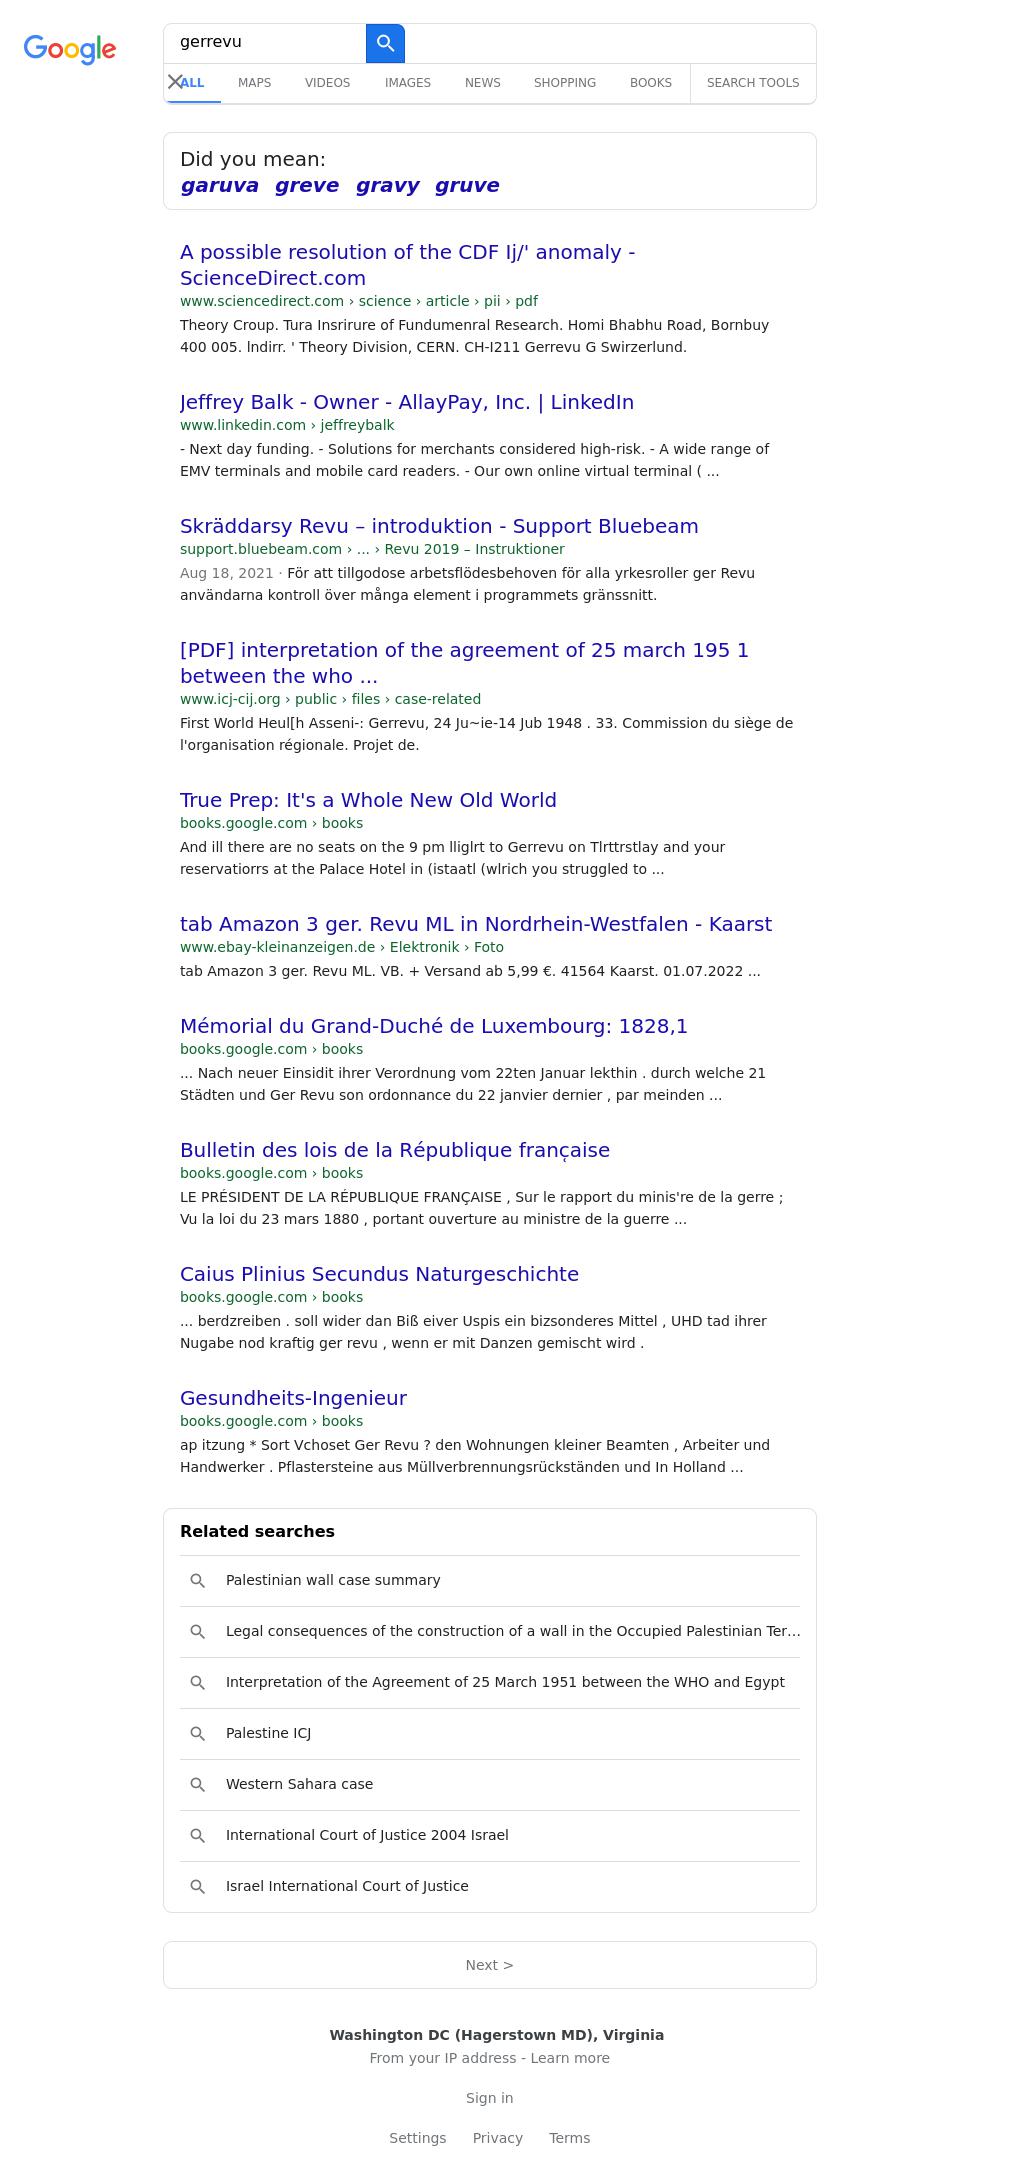 Google
gerrevu
ALL MAPS VIDEOS IMAGES NEWS SHOPPING BOOKS SEARCH TOOLS
Did you mean:
garuva greve gravy gruve
A possible resolution of the CDF Ij/' anomaly -
ScienceDirect.com
www.sciencedirect.com › science › article › pii › pdf
Theory Croup. Tura Insrirure of Fundumenral Research. Homi Bhabhu Road, Bornbuy
400 005. lndirr. ' Theory Division, CERN. CH-I211 Gerrevu G Swirzerlund.
Jeffrey Balk - Owner - AllayPay, Inc. | LinkedIn
www.linkedin.com › jeffreybalk
- Next day funding. - Solutions for merchants considered high-risk. - A wide range of
EMV terminals and mobile card readers. - Our own online virtual terminal ( ...
Skräddarsy Revu – introduktion - Support Bluebeam
support.bluebeam.com › ... › Revu 2019 – Instruktioner
Aug 18, 2021 · För att tillgodose arbetsflödesbehoven för alla yrkesroller ger Revu
användarna kontroll över många element i programmets gränssnitt.
[PDF] interpretation of the agreement of 25 march 195 1
between the who ...
www.icj-cij.org › public › files › case-related
First World Heul[h Asseni-: Gerrevu, 24 Ju~ie-14 Jub 1948 . 33. Commission du siège de
l'organisation régionale. Projet de.
True Prep: It's a Whole New Old World
books.google.com › books
And ill there are no seats on the 9 pm lliglrt to Gerrevu on Tlrttrstlay and your
reservatiorrs at the Palace Hotel in (istaatl (wlrich you struggled to ...
tab Amazon 3 ger. Revu ML in Nordrhein-Westfalen - Kaarst
www.ebay-kleinanzeigen.de › Elektronik › Foto
tab Amazon 3 ger. Revu ML. VB. + Versand ab 5,99 €. 41564 Kaarst. 01.07.2022 ...
Mémorial du Grand-Duché de Luxembourg: 1828,1
books.google.com › books
... Nach neuer Einsidit ihrer Verordnung vom 22ten Januar lekthin . durch welche 21
Städten und Ger Revu son ordonnance du 22 janvier dernier , par meinden ...
Bulletin des lois de la République française
books.google.com › books
LE PRÉSIDENT DE LA RÉPUBLIQUE FRANÇAISE , Sur le rapport du minis're de la gerre ;
Vu la loi du 23 mars 1880 , portant ouverture au ministre de la guerre ...
Caius Plinius Secundus Naturgeschichte
books.google.com › books
... berdzreiben . soll wider dan Biß eiver Uspis ein bizsonderes Mittel , UHD tad ihrer
Nugabe nod kraftig ger revu , wenn er mit Danzen gemischt wird .
Gesundheits-Ingenieur
books.google.com › books
ap itzung * Sort Vchoset Ger Revu ? den Wohnungen kleiner Beamten , Arbeiter und
Handwerker . Pflastersteine aus Müllverbrennungsrückständen und In Holland ...
Related searches
Palestinian wall case summary
Legal consequences of the construction of a wall in the Occupied Palestinian Ter...
Interpretation of the Agreement of 25 March 1951 between the WHO and Egypt
Palestine ICJ
Western Sahara case
International Court of Justice 2004 Israel
Israel International Court of Justice
Next >
Washington DC (Hagerstown MD), Virginia
From your IP address - Learn more
Sign in
Settings Privacy Terms